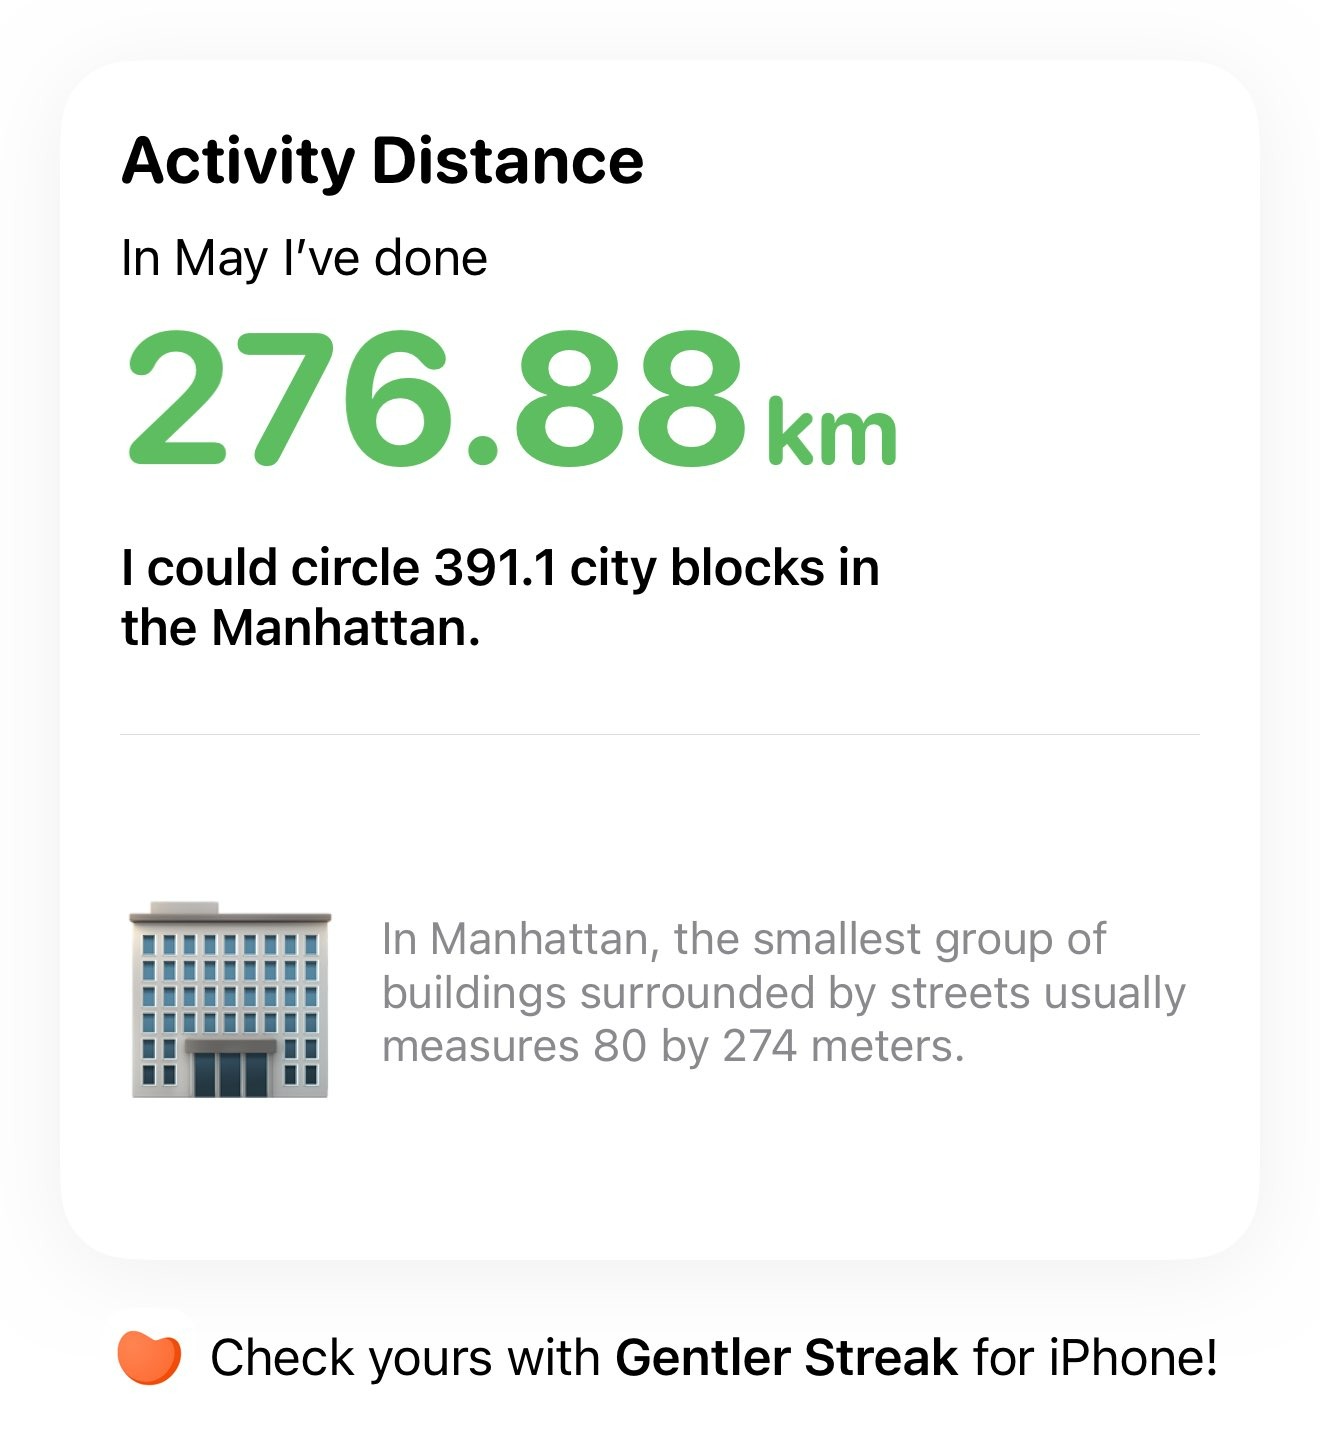 Activity Distance
In May I’ve done
276.88 km
I could circle 391.1 city blocks in
the Manhattan.
In Manhattan, the smallest group of
buildings surrounded by streets usually
measures 80 by 274 meters.
Check yours with Gentler Streak for iPhone!